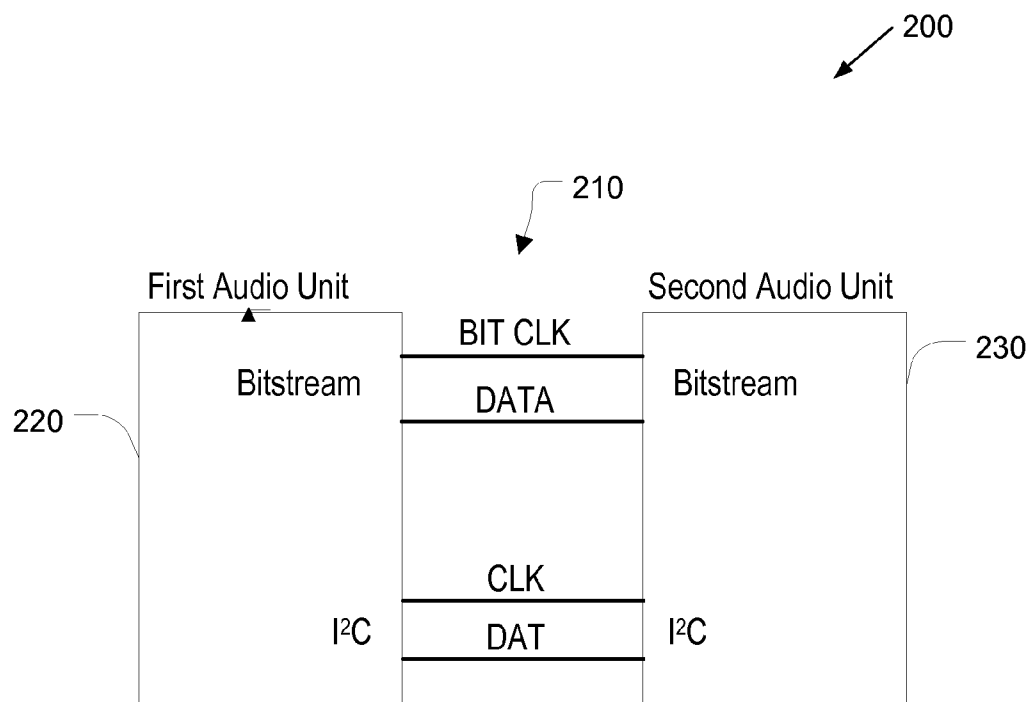 200
210
First Audio Unit
Second Audio Unit
BIT CLK
230
Bitstream
Bitstream
DATA
220
CLK
I²C
DAT
I²C